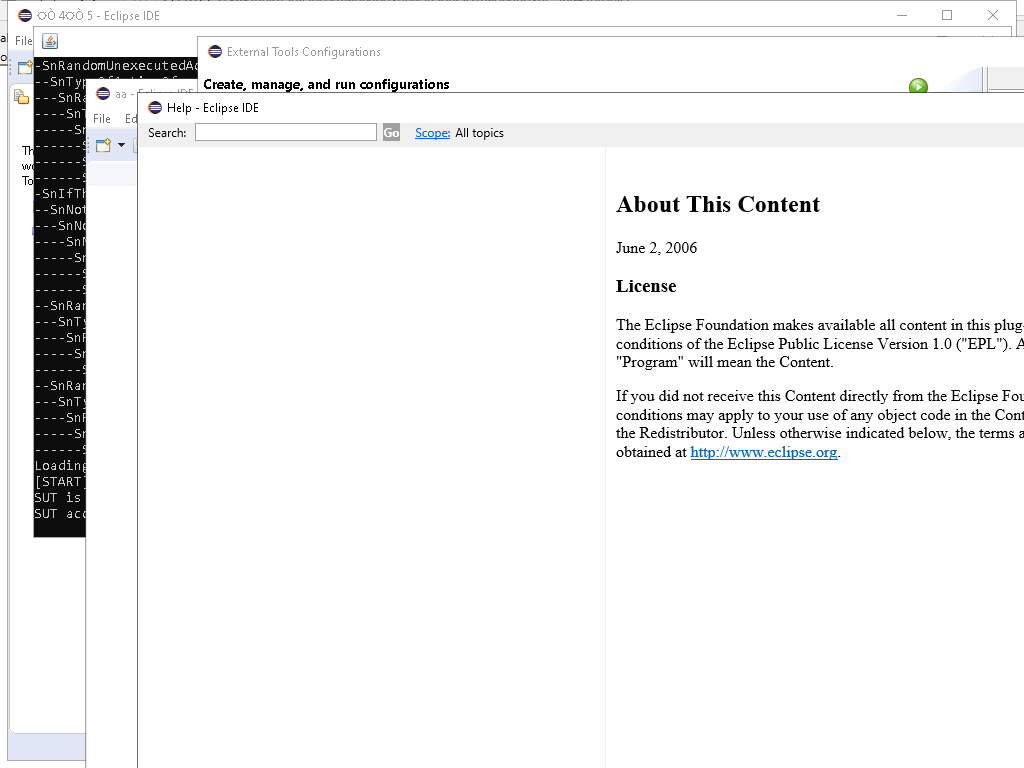 5 - Eclipse IDE
File
External Tools Configurations
Create, manage, and run configurations
-SnRandomUnexecutedAc
--SnTyp
---SnRa
----SnT
-----Sn
------S
------S
------S
-SnIfTh
--SnNot
---SnNo
----SnN
-----Sn
------S
------S
--SnRan
---SnTy
----SnF
-----Sn
------S
--SnRan
---SnTy
----SnF
-----Sn
------S
Loading
[START]
SUT is
SUT acc
Th
wo
To
aa - Eclipse IDE
File Ed
Help - Eclipse IDE
Search: Go Scope: All topics
About This Content
June 2, 2006
License
The Eclipse Foundation makes available all content in this plug-
conditions of the Eclipse Public License Version 1.0 ("EPL"). A
"Program" will mean the Content.
If you did not receive this Content directly from the Eclipse Fou
conditions may apply to your use of any object code in the Cont
the Redistributor. Unless otherwise indicated below, the terms a
obtained at http://www.eclipse.org.